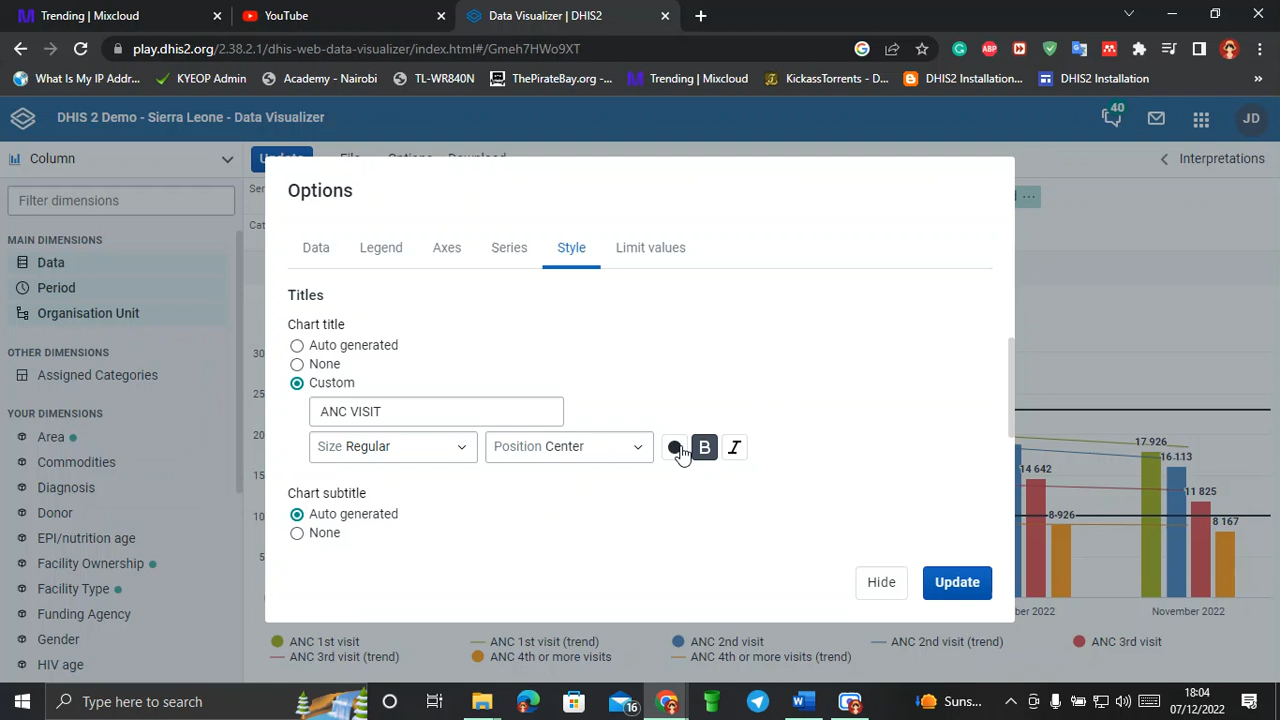 Trending | Mixcloud
YouTube
Data Visualizer | DHIS2
play.dhis2.org/2.38.2.1/dhis-web-data-visualizer/index.html#/Gmeh7HWo9XT
What Is My IP Addr...
KYEOP Admin
Academy - Nairobi
TL-WR840N
ThePirateBay.org -...
Trending | Mixcloud
KickassTorrents - D...
DHIS2 Installation...
DHIS2 Installation
DHIS 2 Demo - Sierra Leone - Data Visualizer
40
JD
Column
Update
File
Options
Download
Interpretations
Filter dimensions
MAIN DIMENSIONS
Data
Period
Organisation Unit
OTHER DIMENSIONS
Assigned Categories
YOUR DIMENSIONS
Area
Commodities
Diagnosis
Donor
EPI/nutrition age
Facility Ownership
Facility Type
Funding Agency
Gender
HIV age
Options
Data
Legend
Axes
Series
Style
Limit values
Titles
Chart title
Auto generated
None
Custom
ANC VISIT
Size Regular
Position Center
B
I
Chart subtitle
Auto generated
None
Hide
Update
17 926
16 113
14 642
11 825
8 926
8 167
November 2022
ANC 1st visit
ANC 1st visit (trend)
ANC 2nd visit
ANC 2nd visit (trend)
ANC 3rd visit
ANC 3rd visit (trend)
ANC 4th or more visits
ANC 4th or more visits (trend)
Type here to search
16
Suns...
18:04
07/12/2022